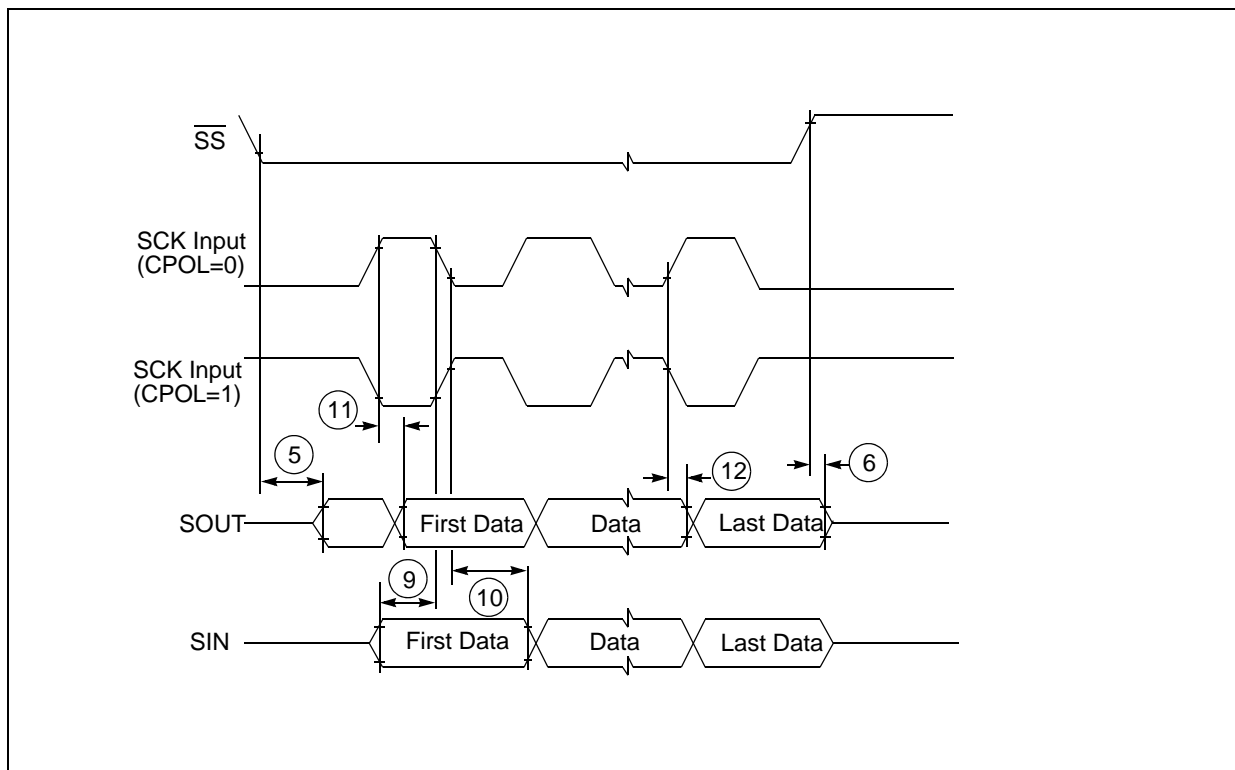 SS
SCK Input
(CPOL=0)
SCK Input
(CPOL=1)
11
5
12
6
SOUT
First Data
Data
Last Data
9
10
SIN
First Data
Data
Last Data